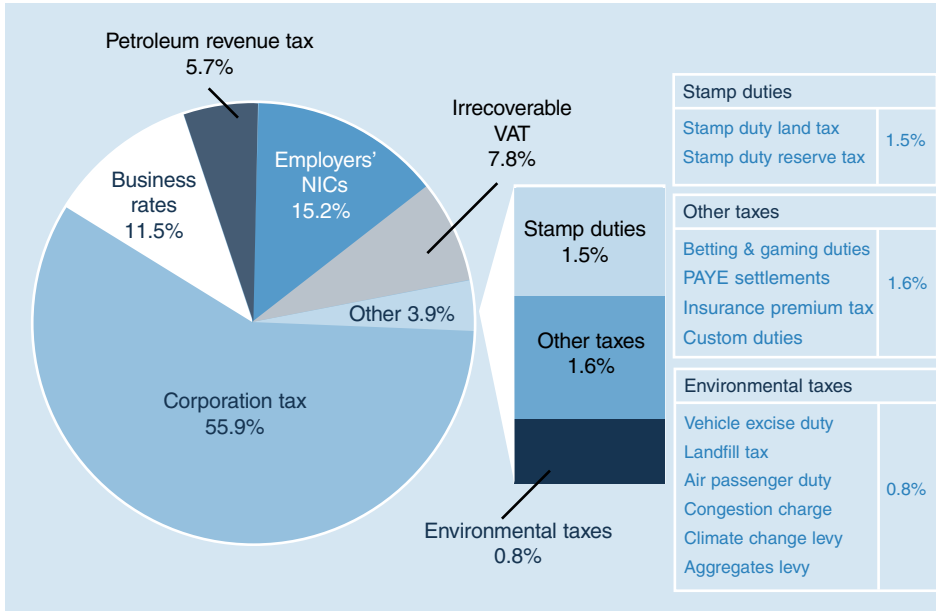 Petroleum revenue tax
5.7%
Irrecoverable
VAT
7.8%
Employers’
NICs
15.2%
Business
rates
11.5%
Other 3.9%
Corporation tax
55.9%
Stamp duties
1.5%
Other taxes
1.6%
Environmental taxes
0.8%
Stamp duties
Stamp duty land tax
Stamp duty reserve tax
1.5%
Other taxes
Betting & gaming duties
PAYE settlements
Insurance premium tax
Custom duties
1.6%
Environmental taxes
Vehicle excise duty
Landfill tax
Air passenger duty
Congestion charge
Climate change levy
Aggregates levy
0.8%